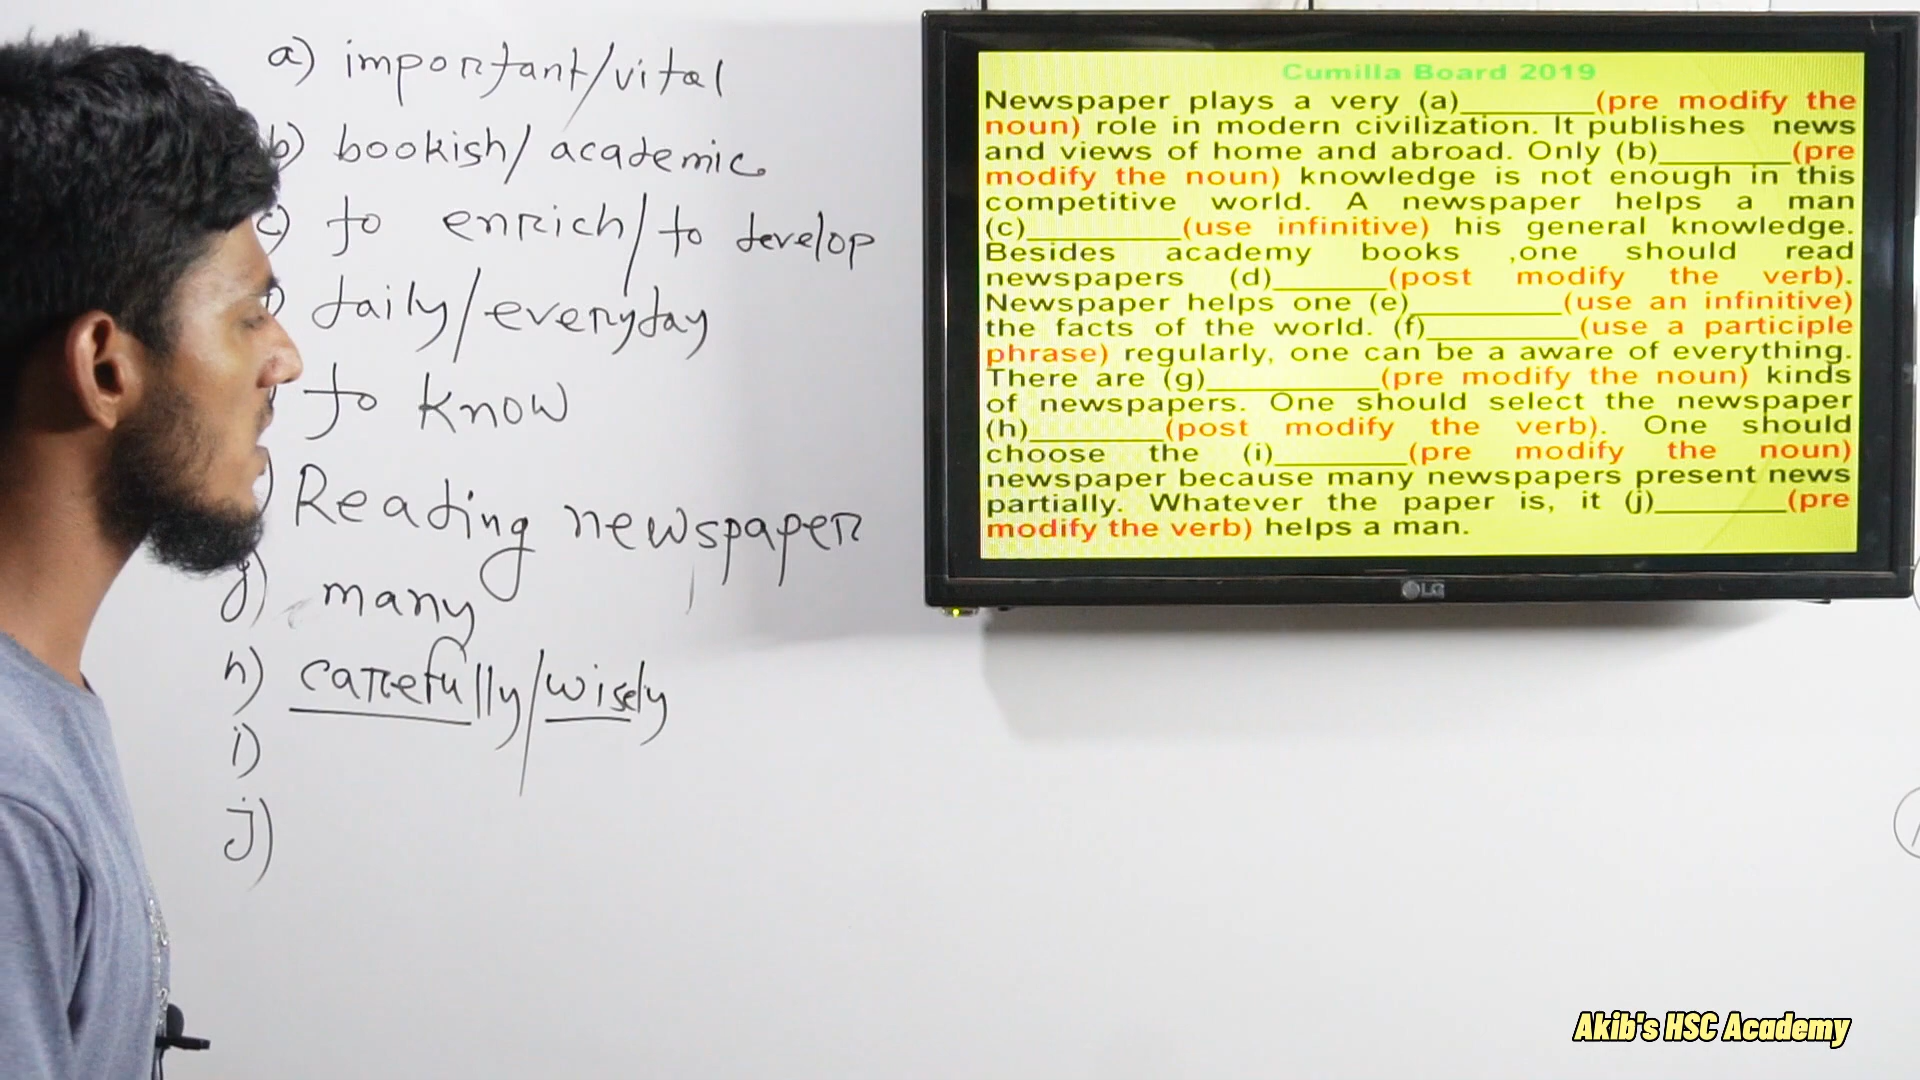 a) important/vital
b) bookish/ academic
c) to enrich/to develop
) daily/everyday
) to know
) Reading newspaper
g) many
h) carefully/wisely
i)
j)
Cumilla Board 2019
Newspaper plays a very (a)________(pre modify the
noun) role in modern civilization. It publishes news
and views of home and abroad. Only (b)________(pre
modify the noun) knowledge is not enough in this
competitive world. A newspaper helps a man
(c)_________(use infinitive) his general knowledge.
Besides academy books ,one should read
newspapers (d)_______(post modify the verb).
Newspaper helps one (e)_________(use an infinitive)
the facts of the world. (f)_________(use a participle
phrase) regularly, one can be a aware of everything.
There are (g)__________(pre modify the noun) kinds
of newspapers. One should select the newspaper
(h)________(post modify the verb). One should
choose the (i)________(pre modify the noun)
newspaper because many newspapers present news
partially. Whatever the paper is, it (j)________(pre
modify the verb) helps a man.
LG
Akib's HSC Academy